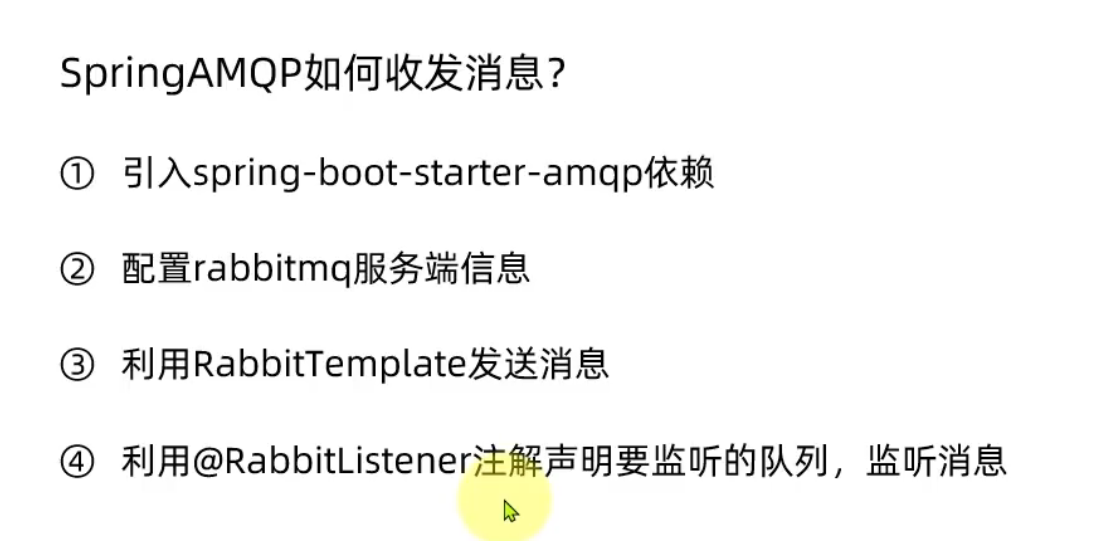 SpringAMQP如何收发消息？
① 引入spring-boot-starter-amqp依赖
② 配置rabbitmq服务端信息
③ 利用RabbitTemplate发送消息
④ 利用@RabbitListener注解声明要监听的队列，监听消息